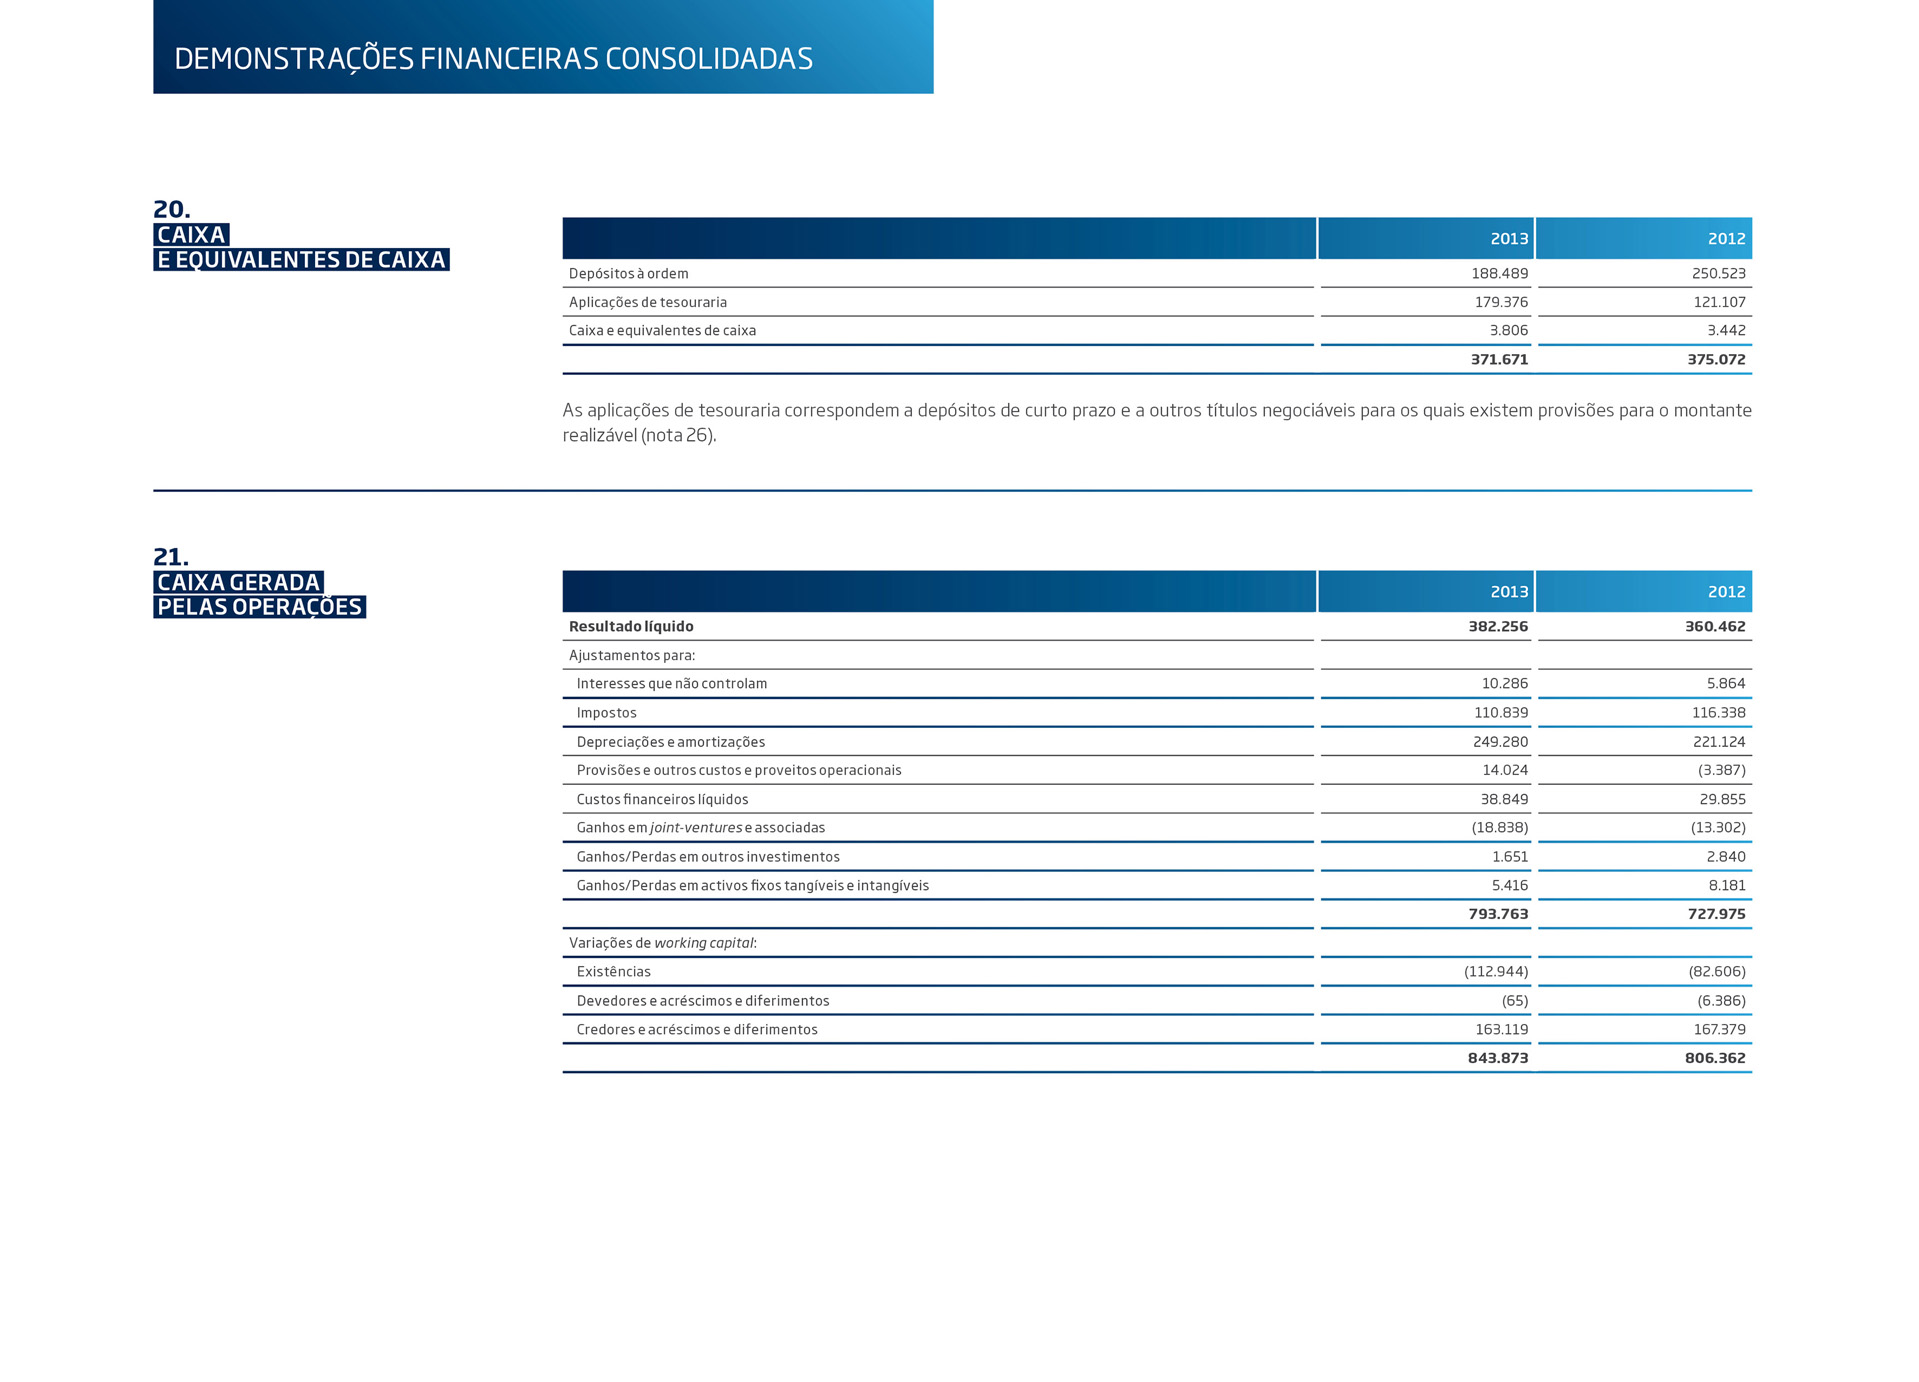 DEMONSTRAÇÕES FINANCEIRAS CONSOLIDADAS
20.
CAIXA
E EQUIVALENTES DE CAIXA
2013 2012
Depósitos à ordem 188.489 250.523
Aplicações de tesouraria 179.376 121.107
Caixa e equivalentes de caixa 3.806 3.442
371.671 375.072
As aplicações de tesouraria correspondem a depósitos de curto prazo e a outros títulos negociáveis para os quais existem provisões para o montante
realizável (nota 26).
21.
CAIXA GERADA
PELAS OPERAÇÕES
2013 2012
Resultado líquido 382.256 360.462
Ajustamentos para:
Interesses que não controlam 10.286 5.864
Impostos 110.839 116.338
Depreciações e amortizações 249.280 221.124
Provisões e outros custos e proveitos operacionais 14.024 (3.387)
Custos financeiros líquidos 38.849 29.855
Ganhos em joint-ventures e associadas (18.838) (13.302)
Ganhos/Perdas em outros investimentos 1.651 2.840
Ganhos/Perdas em activos fixos tangíveis e intangíveis 5.416 8.181
793.763 727.975
Variações de working capital:
Existências (112.944) (82.606)
Devedores e acréscimos e diferimentos (65) (6.386)
Credores e acréscimos e diferimentos 163.119 167.379
843.873 806.362